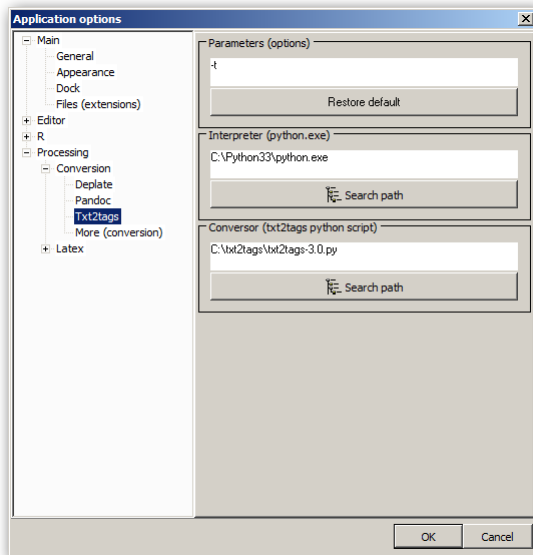 Application options
Main
General
Appearance
Dock
Files (extensions)
Editor
R
Processing
Conversion
Deplate
Pandoc
Txt2tags
More (conversion)
Latex
Parameters (options)
-t
Restore default
Interpreter (python.exe)
C:\Python33\python.exe
Search path
Conversor (txt2tags python script)
C:\txt2tags\txt2tags-3.0.py
Search path
OK
Cancel